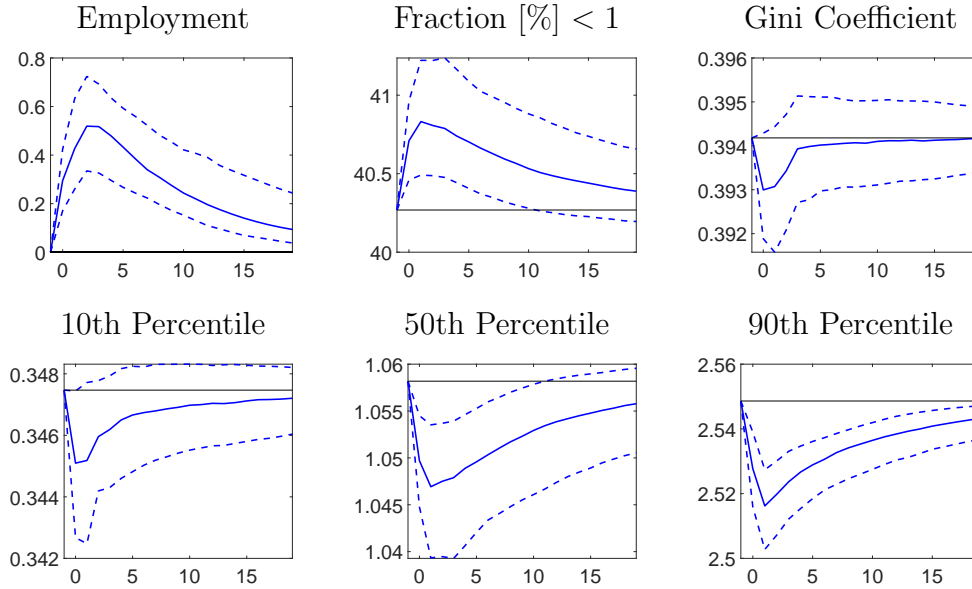 Employment
Fraction [%] < 1
Gini Coefficient
0.8
0.6
0.4
0.2
0
0 5 10 15
41
40.5
40
0 5 10 15
0.396
0.395
0.394
0.393
0.392
0 5 10 15
10th Percentile
50th Percentile
90th Percentile
0.348
0.346
0.344
0.342
0 5 10 15
1.06
1.055
1.05
1.045
1.04
0 5 10 15
2.56
2.54
2.52
2.5
0 5 10 15